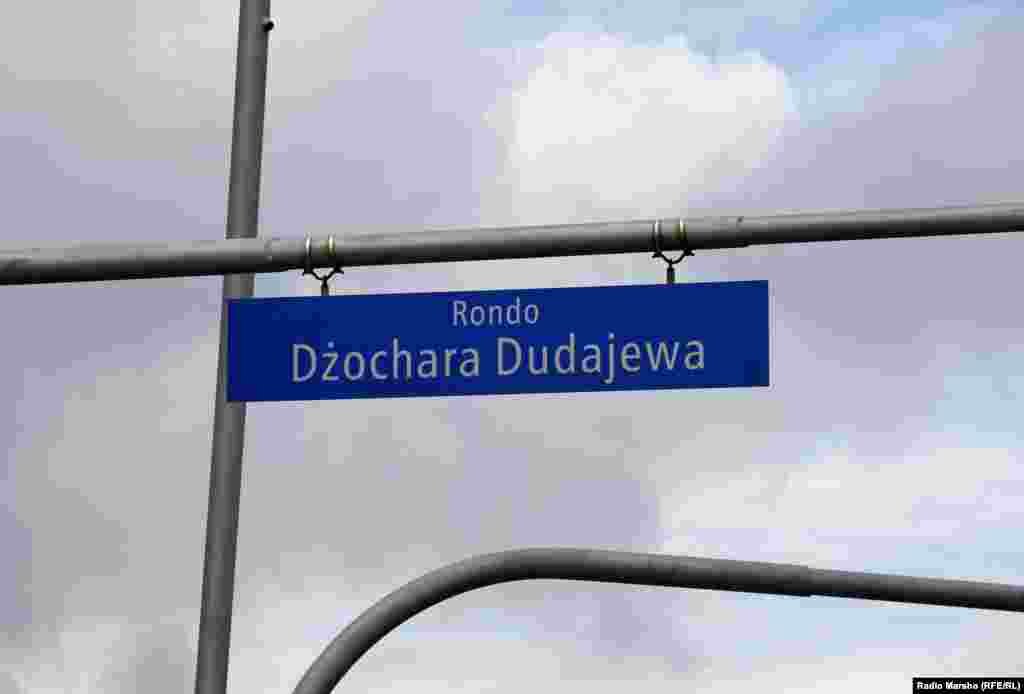 Rondo
Dżochara Dudajewa
Radio Marsho (RFE/RL)